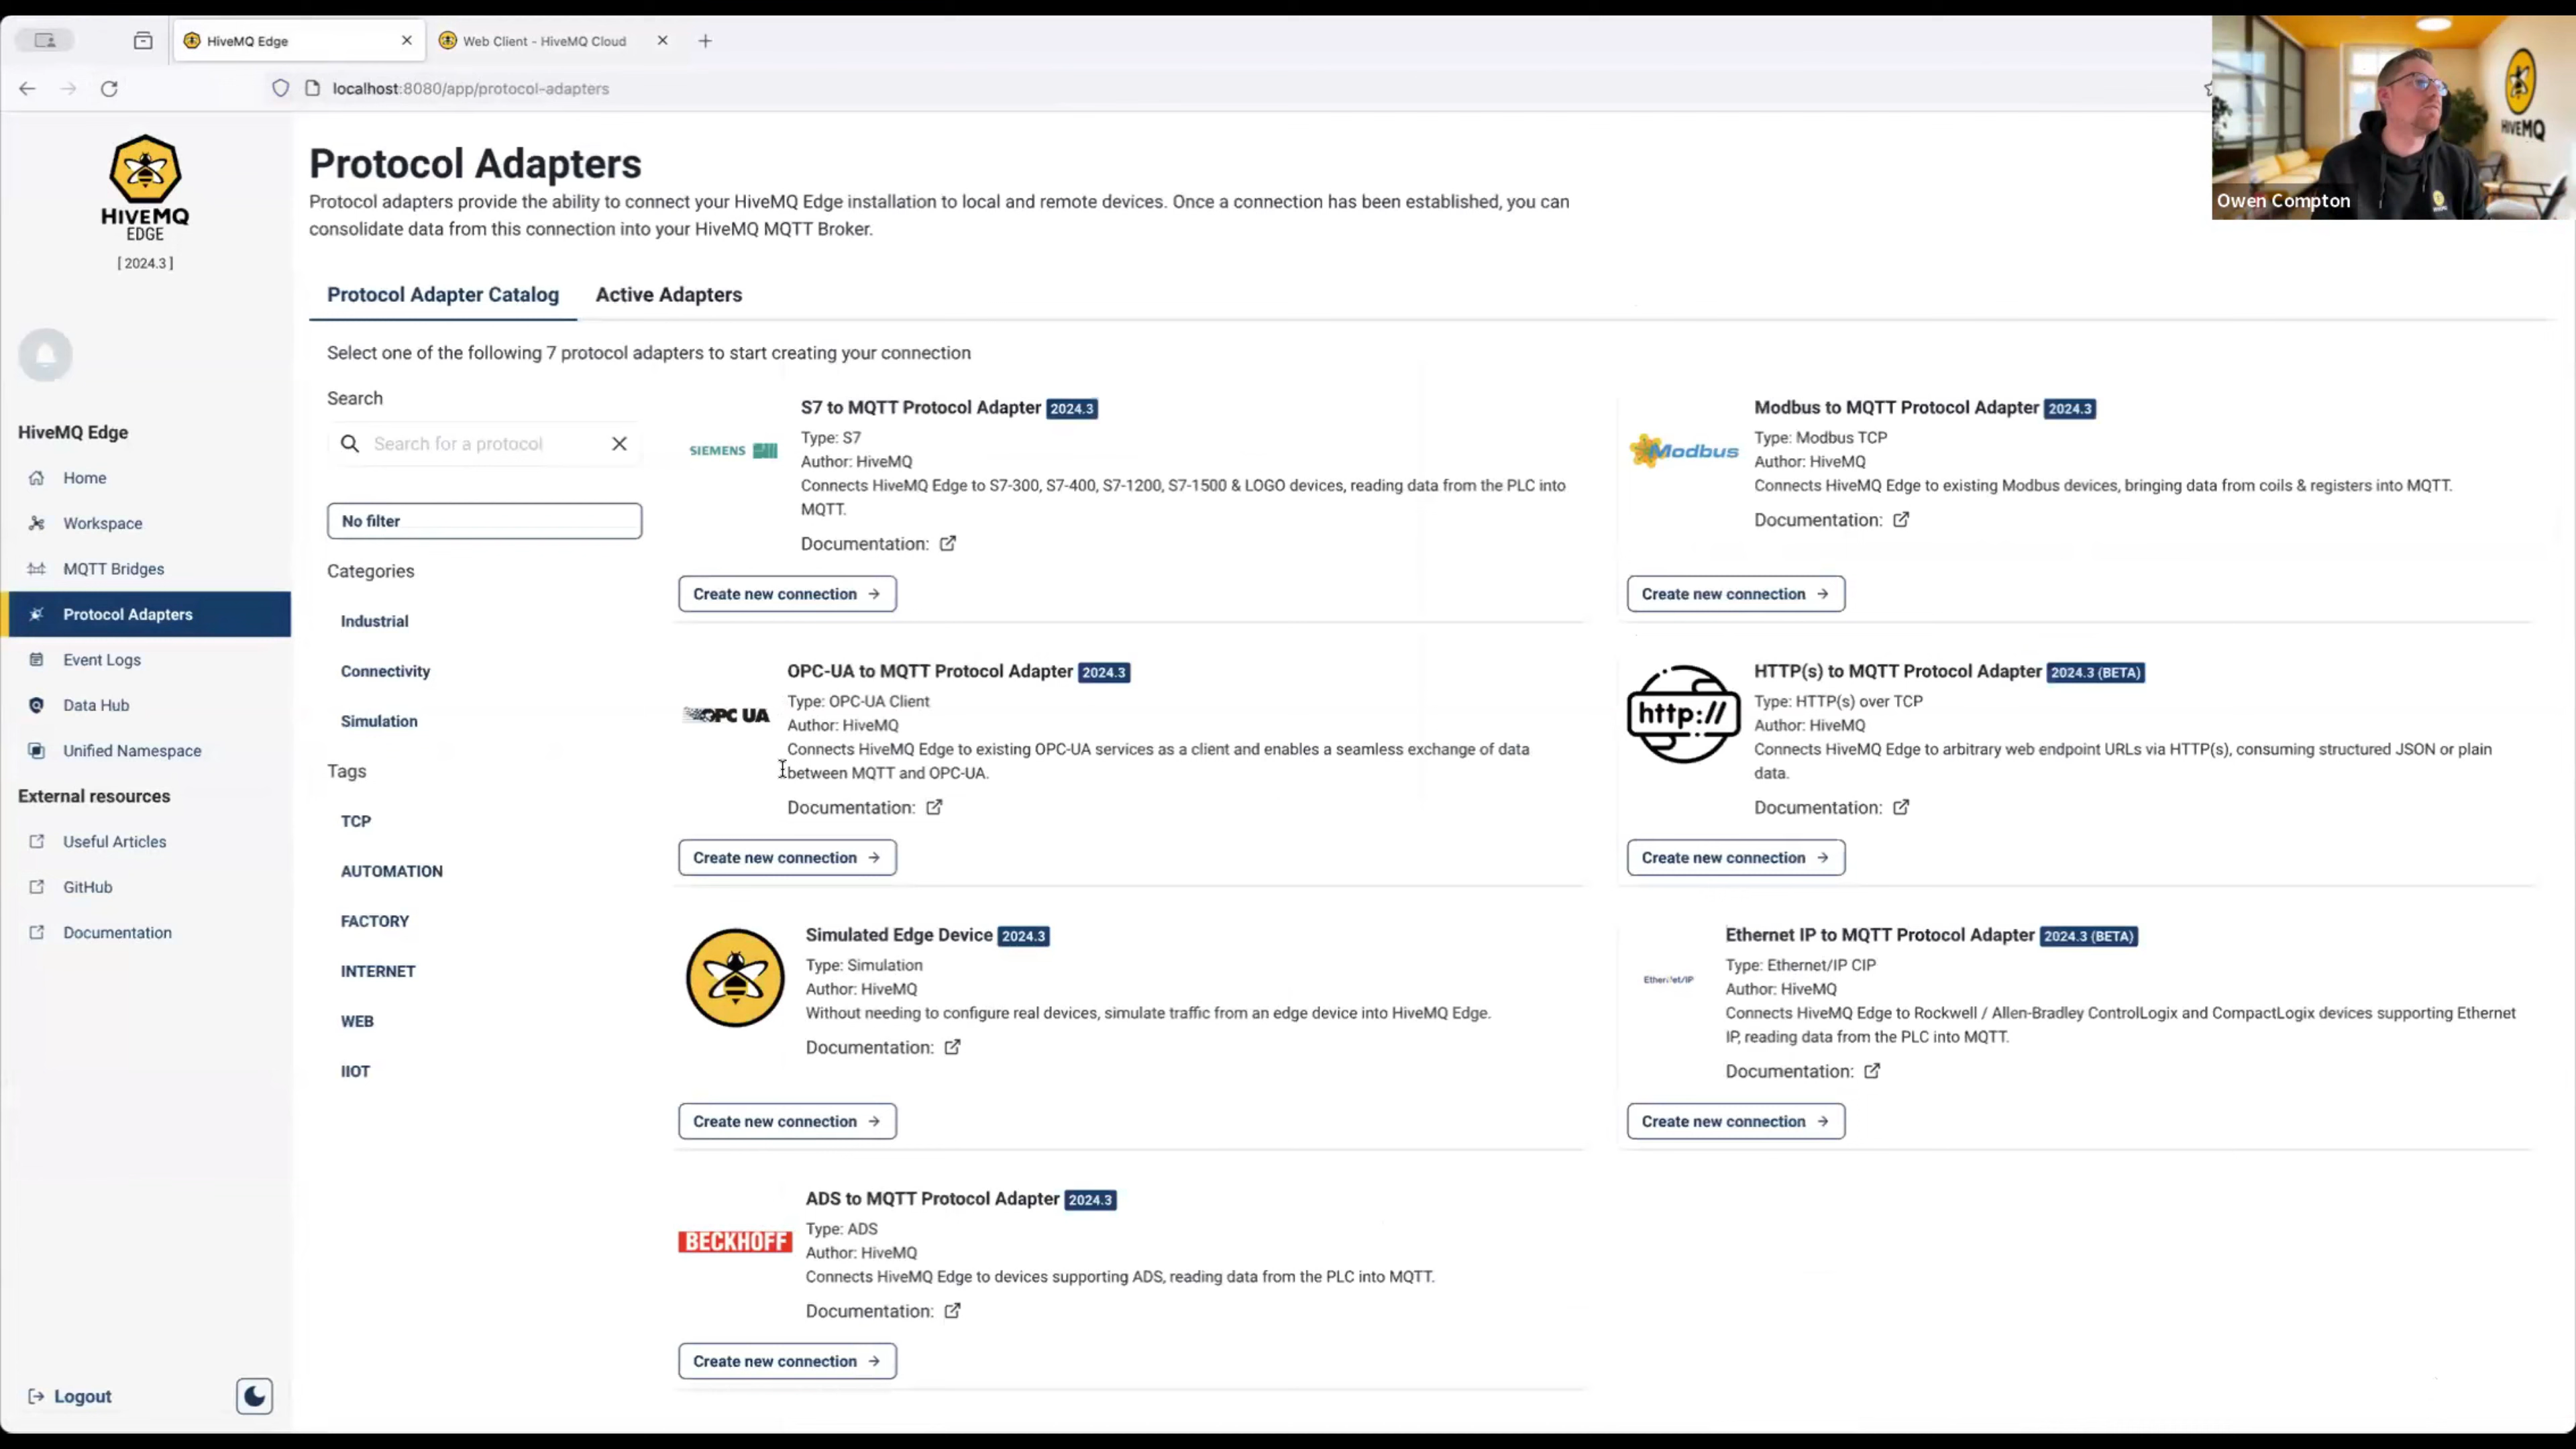 HiveMQ Edge
Web Client - HiveMQ Cloud
localhost:8080/app/protocol-adapters
HIVEMQ
Owen Compton
HIVEMQ
EDGE
[ 2024.3 ]
HiveMQ Edge
Home
Workspace
MQTT Bridges
Protocol Adapters
Event Logs
Data Hub
Unified Namespace
External resources
Useful Articles
GitHub
Documentation
Logout
Protocol Adapters
Protocol adapters provide the ability to connect your HiveMQ Edge installation to local and remote devices. Once a connection has been established, you can
consolidate data from this connection into your HiveMQ MQTT Broker.
Protocol Adapter Catalog
Active Adapters
Select one of the following 7 protocol adapters to start creating your connection
Search
Search for a protocol
No filter
Categories
Industrial
Connectivity
Simulation
Tags
TCP
AUTOMATION
FACTORY
INTERNET
WEB
IIOT
SIEMENS
S7 to MQTT Protocol Adapter 2024.3
Type: S7
Author: HiveMQ
Connects HiveMQ Edge to S7-300, S7-400, S7-1200, S7-1500 & LOGO devices, reading data from the PLC into
MQTT.
Documentation:
Create new connection
Modbus
Modbus to MQTT Protocol Adapter 2024.3
Type: Modbus TCP
Author: HiveMQ
Connects HiveMQ Edge to existing Modbus devices, bringing data from coils & registers into MQTT.
Documentation:
Create new connection
OPC UA
OPC-UA to MQTT Protocol Adapter 2024.3
Type: OPC-UA Client
Author: HiveMQ
Connects HiveMQ Edge to existing OPC-UA services as a client and enables a seamless exchange of data
between MQTT and OPC-UA.
Documentation:
Create new connection
http://
HTTP(s) to MQTT Protocol Adapter 2024.3 (BETA)
Type: HTTP(s) over TCP
Author: HiveMQ
Connects HiveMQ Edge to arbitrary web endpoint URLs via HTTP(s), consuming structured JSON or plain
data.
Documentation:
Create new connection
Simulated Edge Device 2024.3
Type: Simulation
Author: HiveMQ
Without needing to configure real devices, simulate traffic from an edge device into HiveMQ Edge.
Documentation:
Create new connection
EtherNet/IP
Ethernet IP to MQTT Protocol Adapter 2024.3 (BETA)
Type: Ethernet/IP CIP
Author: HiveMQ
Connects HiveMQ Edge to Rockwell / Allen-Bradley ControlLogix and CompactLogix devices supporting Ethernet
IP, reading data from the PLC into MQTT.
Documentation:
Create new connection
BECKHOFF
ADS to MQTT Protocol Adapter 2024.3
Type: ADS
Author: HiveMQ
Connects HiveMQ Edge to devices supporting ADS, reading data from the PLC into MQTT.
Documentation:
Create new connection